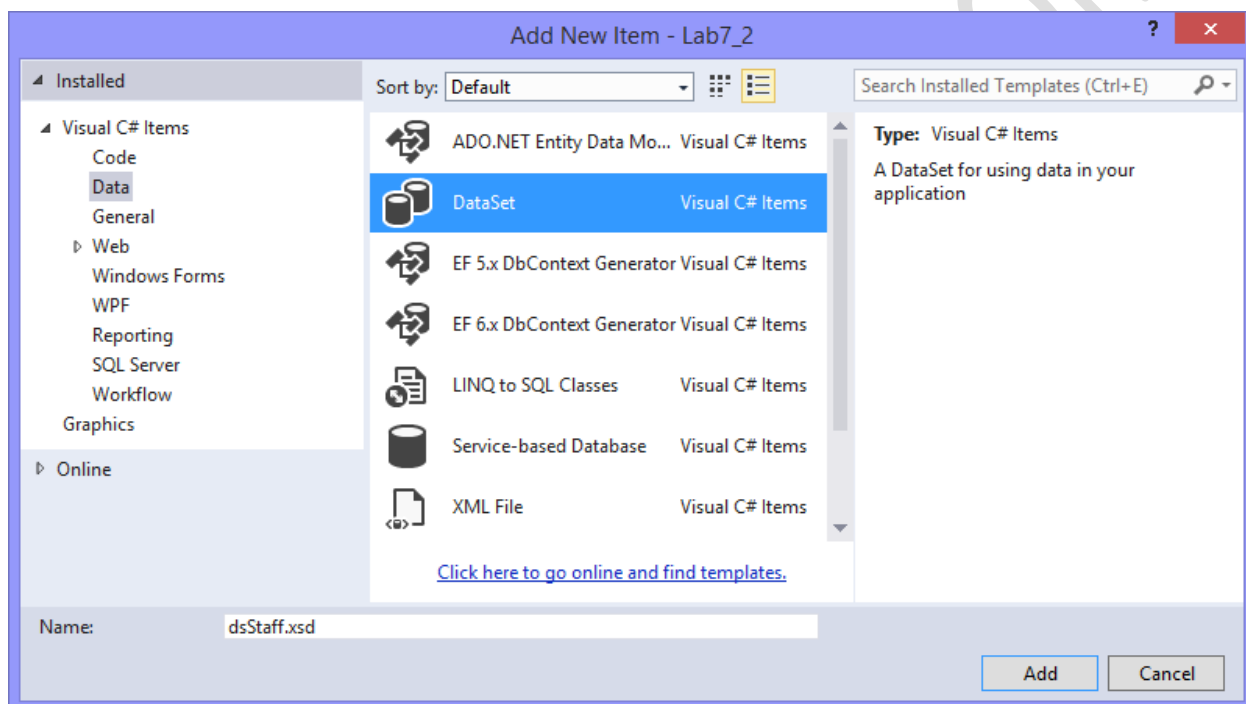 Add New Item - Lab7_2
?
Installed
Visual C# Items
Code
Data
General
Web
Windows Forms
WPF
Reporting
SQL Server
Workflow
Graphics
Online
Sort by: Default
ADO.NET Entity Data Mo... Visual C# Items
DataSet Visual C# Items
EF 5.x DbContext Generator Visual C# Items
EF 6.x DbContext Generator Visual C# Items
LINQ to SQL Classes Visual C# Items
Service-based Database Visual C# Items
XML File Visual C# Items
Click here to go online and find templates.
Search Installed Templates (Ctrl+E)
Type: Visual C# Items
A DataSet for using data in your
application
Name: dsStaff.xsd
Add Cancel